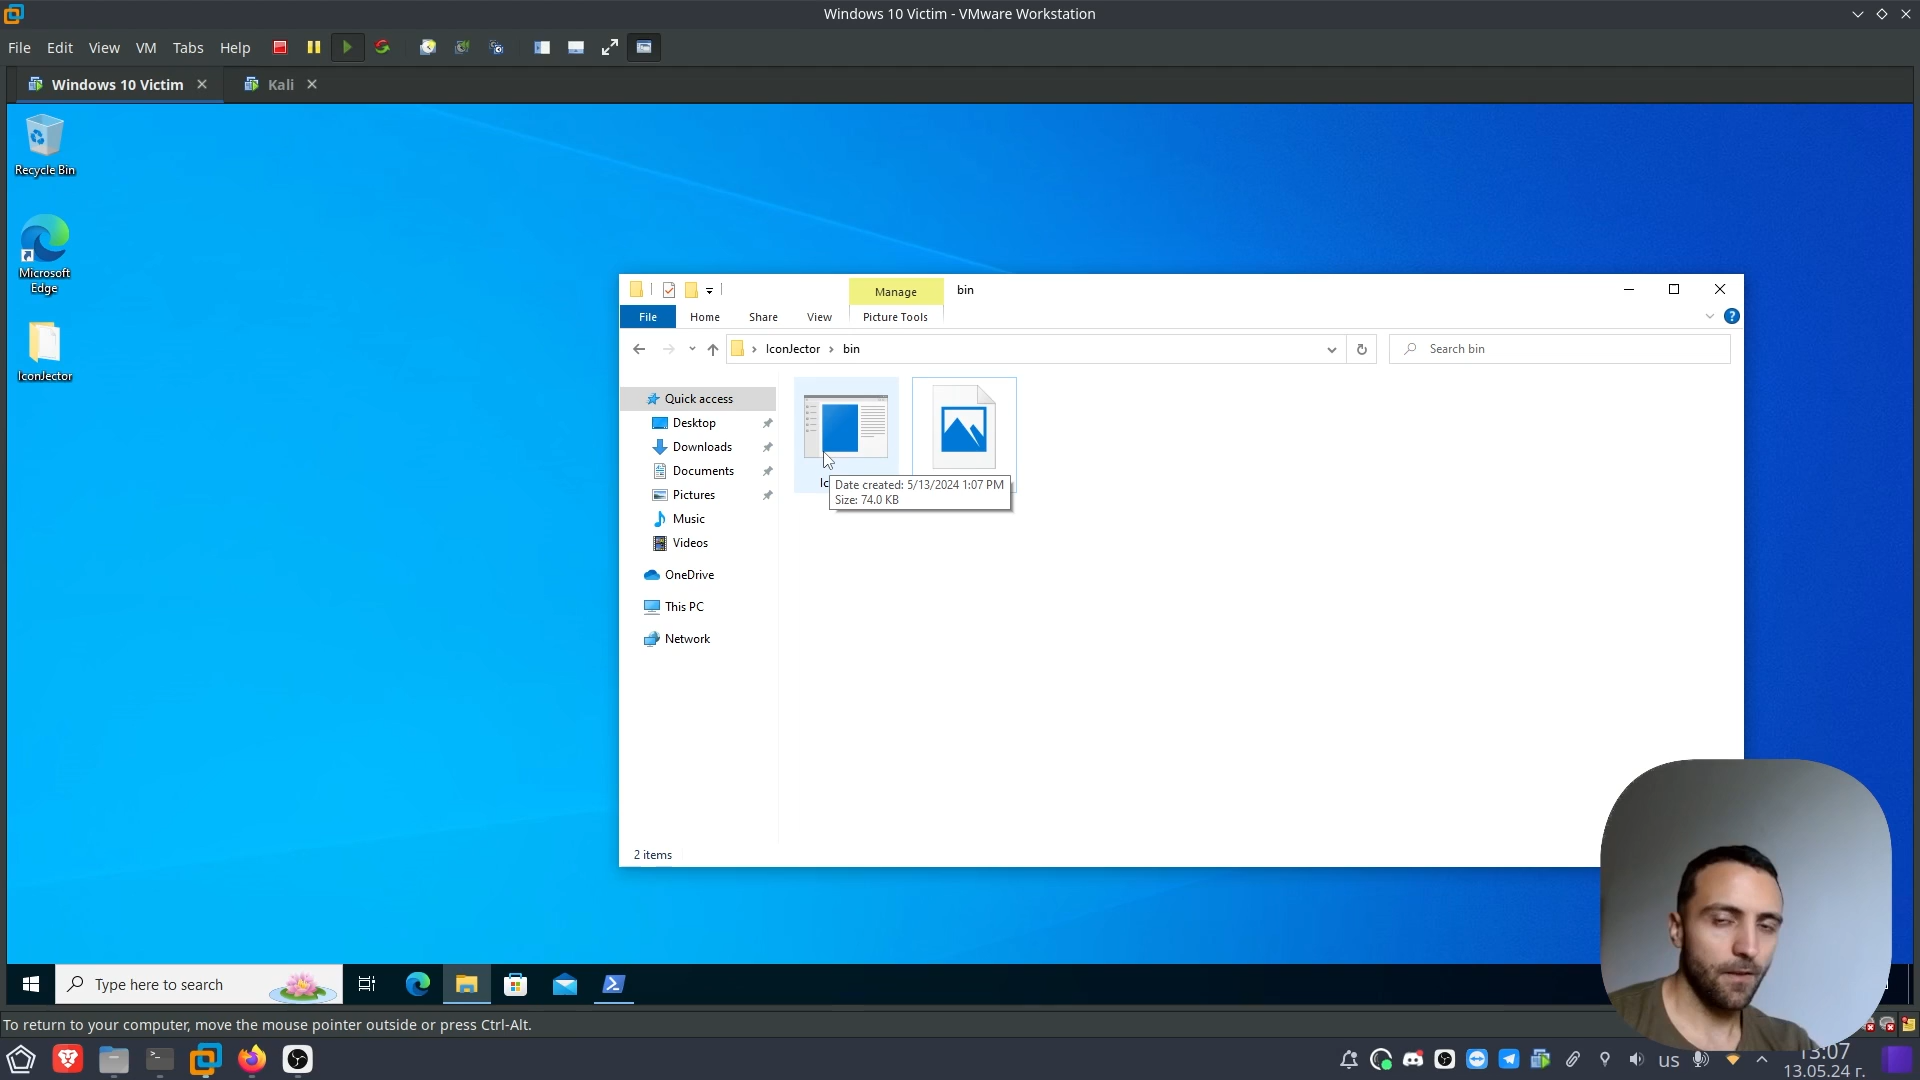 Windows 10 Victim - VMware Workstation
File Edit View VM Tabs Help
Windows 10 Victim
Kali
Recycle Bin
Microsoft
Edge
IconJector
Manage
bin
File
Home
Share
View
Picture Tools
IconJector
bin
Search bin
Quick access
Desktop
Downloads
Documents
Pictures
Music
Videos
OneDrive
This PC
Network
Date created: 5/13/2024 1:07 PM
Size: 74.0 KB
2 items
Type here to search
To return to your computer, move the mouse pointer outside or press Ctrl-Alt.
us
13:07
13.05.24 г.